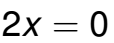 2x = 0